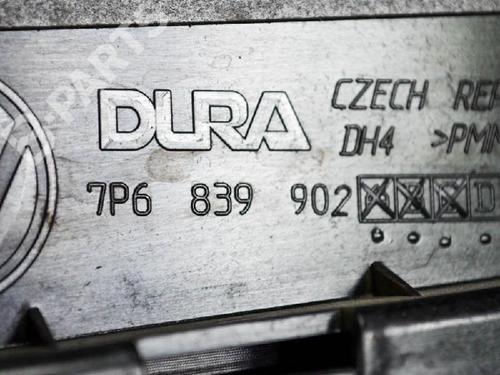 DURA
CZECH REP
DH4 >PMM
7P6 839 902
D